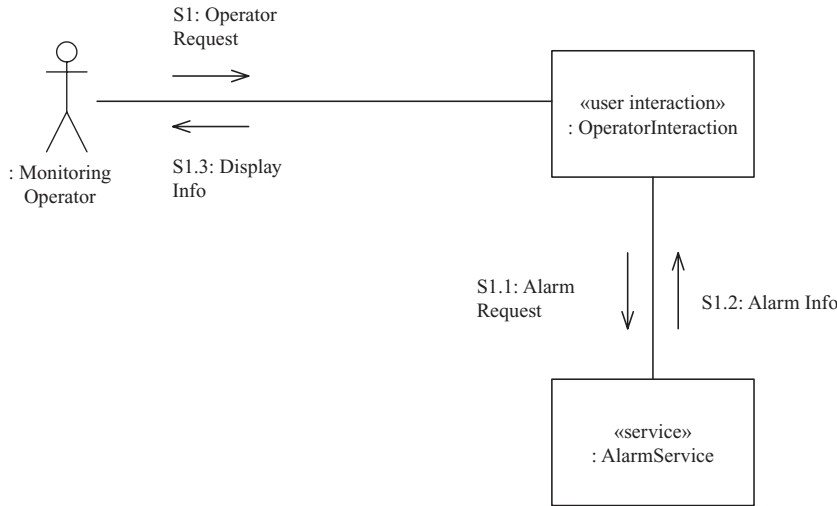 S1: Operator
Request
«user interaction»
: OperatorInteraction
S1.3: Display
Info
: Monitoring
Operator
S1.1: Alarm
Request
S1.2: Alarm Info
«service»
: AlarmService